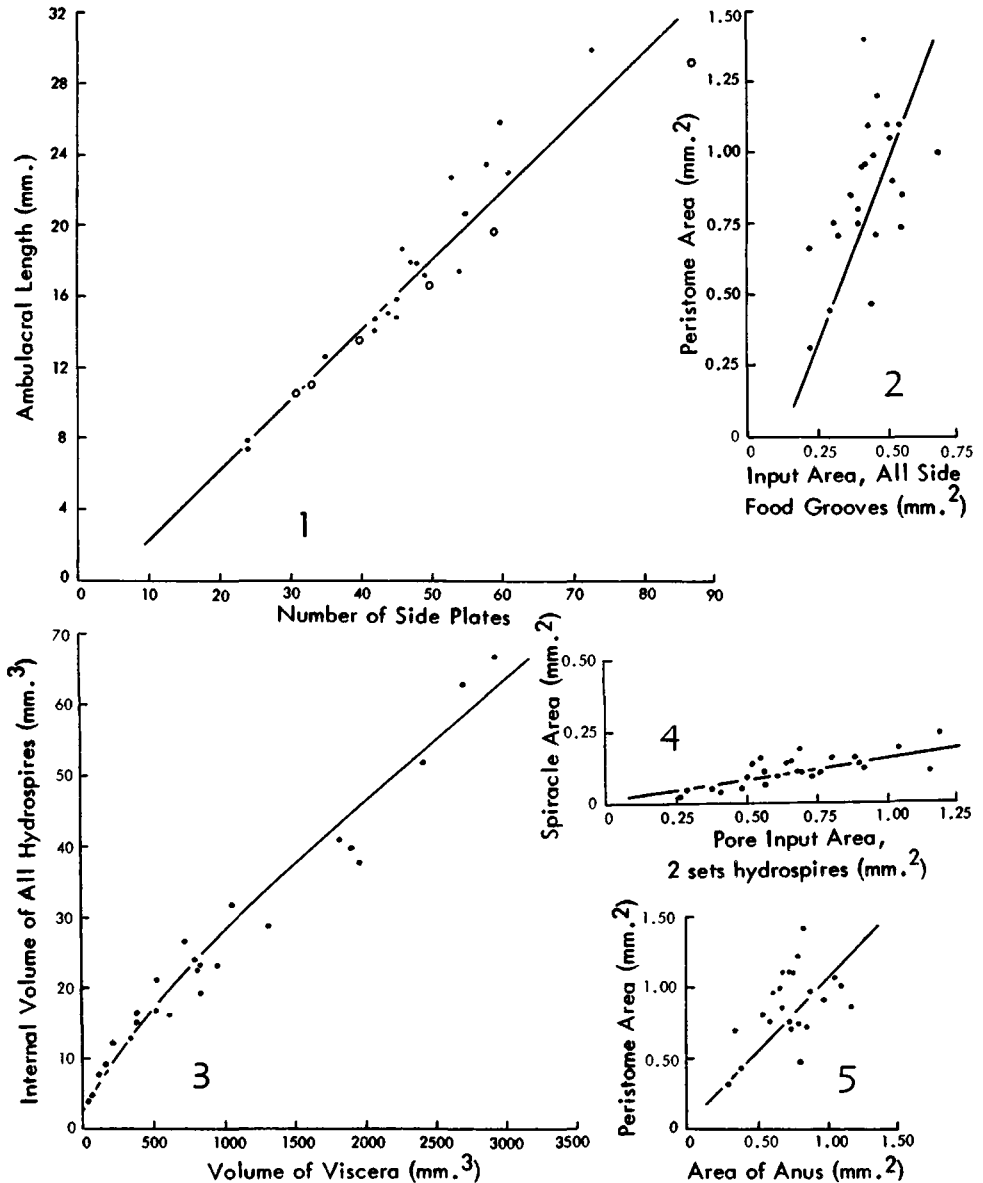 32
28
24
20
16
12
8
4
0
Ambulacral Length (mm.)
0 10 20 30 40 50 60 70 80 90
Number of Side Plates
1
1.50
1.25
1.00
0.75
0.50
0.25
0
Peristome Area (mm.2)
0 0.25 0.50 0.75
Input Area, All Side
Food Grooves (mm.2)
2
70
60
50
40
30
20
10
0
Internal Volume of All Hydrospires (mm.3)
0 500 1000 1500 2000 2500 3000 3500
Volume of Viscera (mm.3)
3
0.50
0.25
0
Spiracle Area (mm.2)
0 0.25 0.50 0.75 1.00 1.25
Pore Input Area,
2 sets hydrospires (mm.2)
4
1.50
1.00
0.50
0
Peristome Area (mm.2)
0 0.50 1.00 1.50
Area of Anus (mm.2)
5